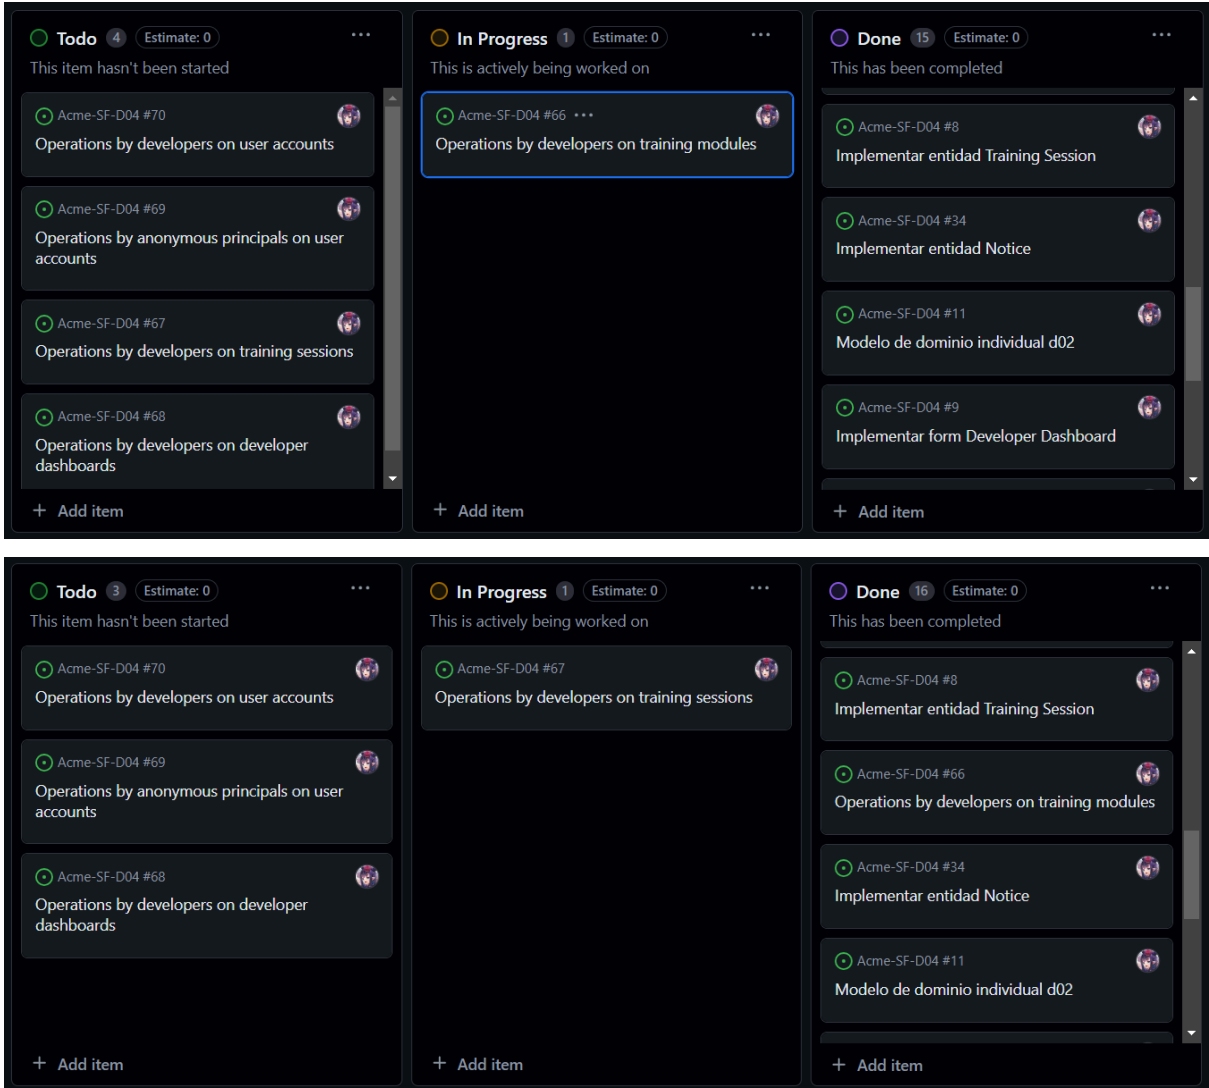 Todo 4 Estimate: 0
This item hasn't been started
Acme-SF-D04 #70
Operations by developers on user accounts
Acme-SF-D04 #69
Operations by anonymous principals on user
accounts
Acme-SF-D04 #67
Operations by developers on training sessions
Acme-SF-D04 #68
Operations by developers on developer
dashboards
+ Add item
In Progress 1 Estimate: 0
This is actively being worked on
Acme-SF-D04 #66
Operations by developers on training modules
+ Add item
Done 15 Estimate: 0
This has been completed
Acme-SF-D04 #8
Implementar entidad Training Session
Acme-SF-D04 #34
Implementar entidad Notice
Acme-SF-D04 #11
Modelo de dominio individual d02
Acme-SF-D04 #9
Implementar form Developer Dashboard
+ Add item
Todo 3 Estimate: 0
This item hasn't been started
Acme-SF-D04 #70
Operations by developers on user accounts
Acme-SF-D04 #69
Operations by anonymous principals on user
accounts
Acme-SF-D04 #68
Operations by developers on developer
dashboards
+ Add item
In Progress 1 Estimate: 0
This is actively being worked on
Acme-SF-D04 #67
Operations by developers on training sessions
+ Add item
Done 16 Estimate: 0
This has been completed
Acme-SF-D04 #8
Implementar entidad Training Session
Acme-SF-D04 #66
Operations by developers on training modules
Acme-SF-D04 #34
Implementar entidad Notice
Acme-SF-D04 #11
Modelo de dominio individual d02
+ Add item